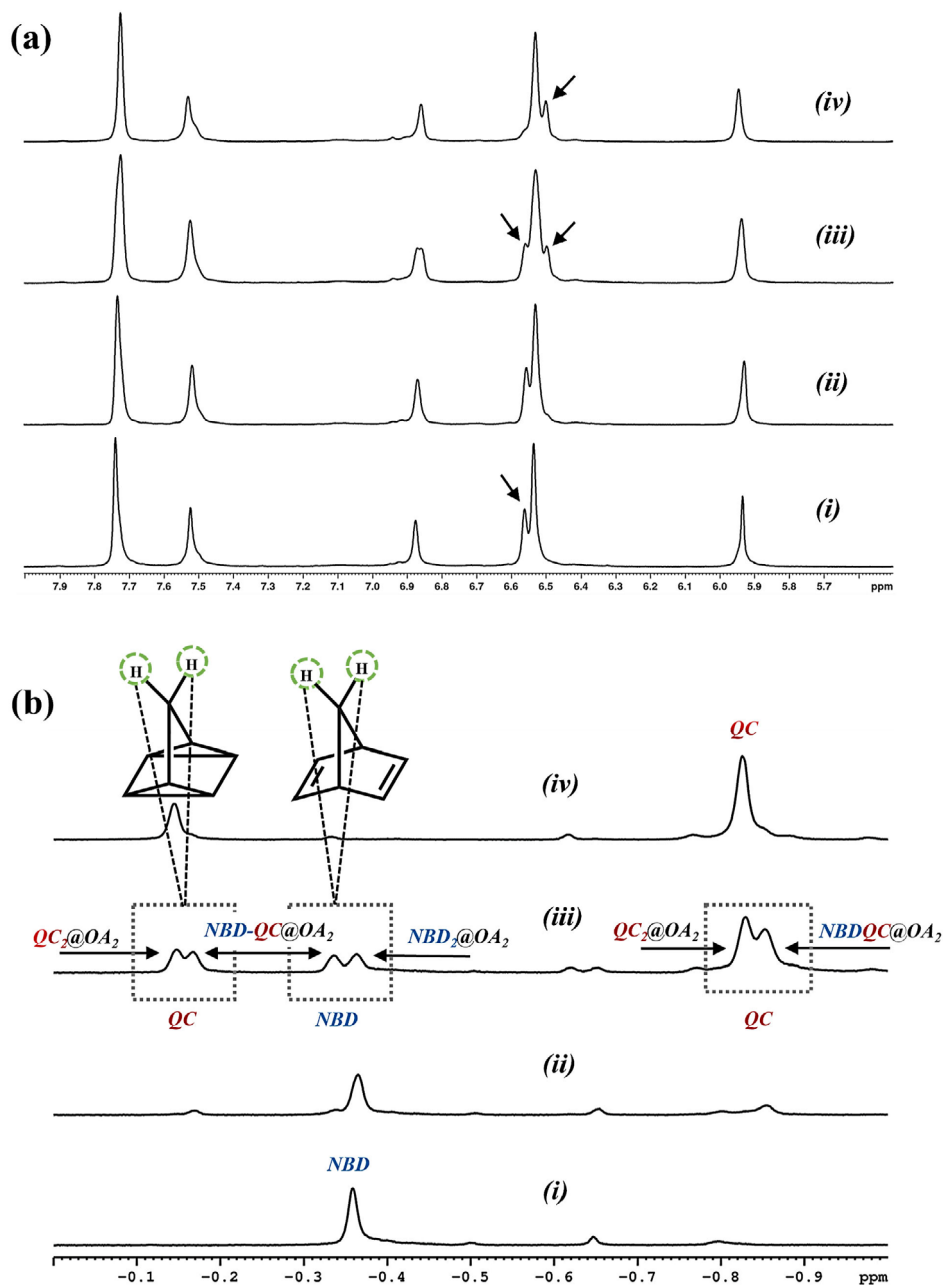 (a)
(iv)
(iii)
(ii)
(i)
7.9 7.8 7.7 7.6 7.5 7.4 7.3 7.2 7.1 7.0 6.9 6.8 6.7 6.6 6.5 6.4 6.3 6.2 6.1 6.0 5.9 5.8 5.7 ppm
(b)
H H H H
QC
(iv)
(iii)
QC2@OA2 NBD-QC@OA2 NBD2@OA2 QC2@OA2 NBDQC@OA2
QC NBD QC
(ii)
NBD
(i)
-0.1 -0.2 -0.3 -0.4 -0.5 -0.6 -0.7 -0.8 -0.9 ppm